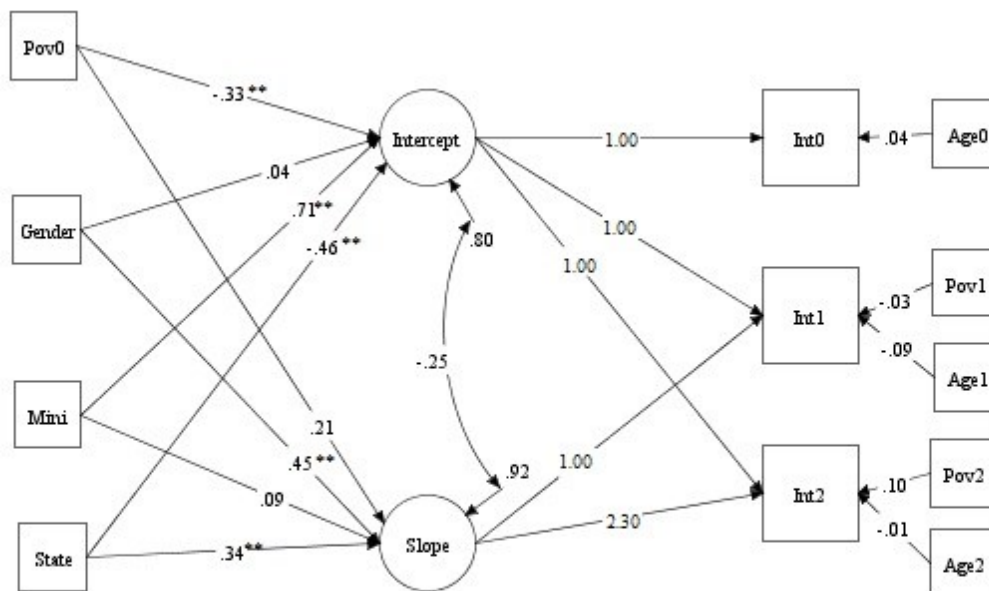 Pov0
-.33**
Intercept
1.00
Int0
.04
Age0
Gender
.04
.71**
-.46**
.80
1.00
1.00
Int1
-.03
Pov1
-.09
Age1
-.25
Mini
.21
.45**
.09
.92
1.00
Int2
.10
Pov2
-.01
Age2
State
.34**
Slope
2.30